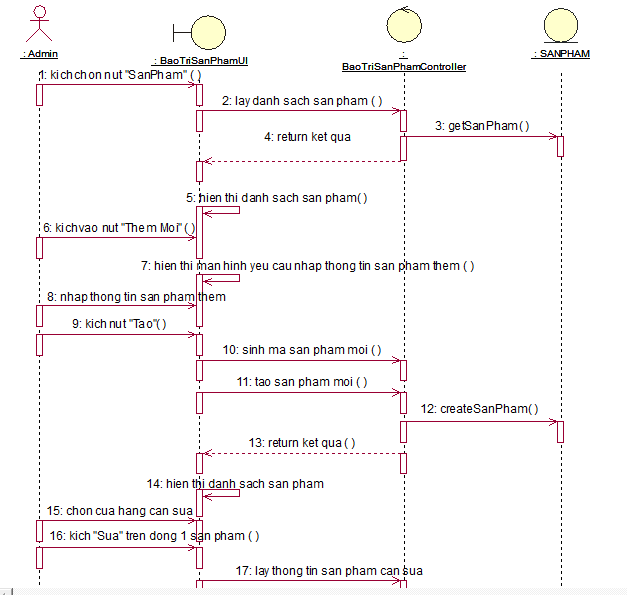 : Admin
: BaoTriSanPhamUI
:
BaoTriSanPhamController
: SANPHAM
1: kich chon nut "SanPham" ( )
2: lay danh sach san pham ( )
3: getSanPham( )
4: return ket qua
5: hien thi danh sach san pham( )
6: kich vao nut "Them Moi" ( )
7: hien thi man hinh yeu cau nhap thong tin san pham them ( )
8: nhap thong tin san pham them
9: kich nut "Tao"( )
10: sinh ma san pham moi ( )
11: tao san pham moi ( )
12: createSanPham( )
13: return ket qua ( )
14: hien thi danh sach san pham
15: chon cua hang can sua
16: kich "Sua" tren dong 1 san pham ( )
17: lay thong tin san pham can sua